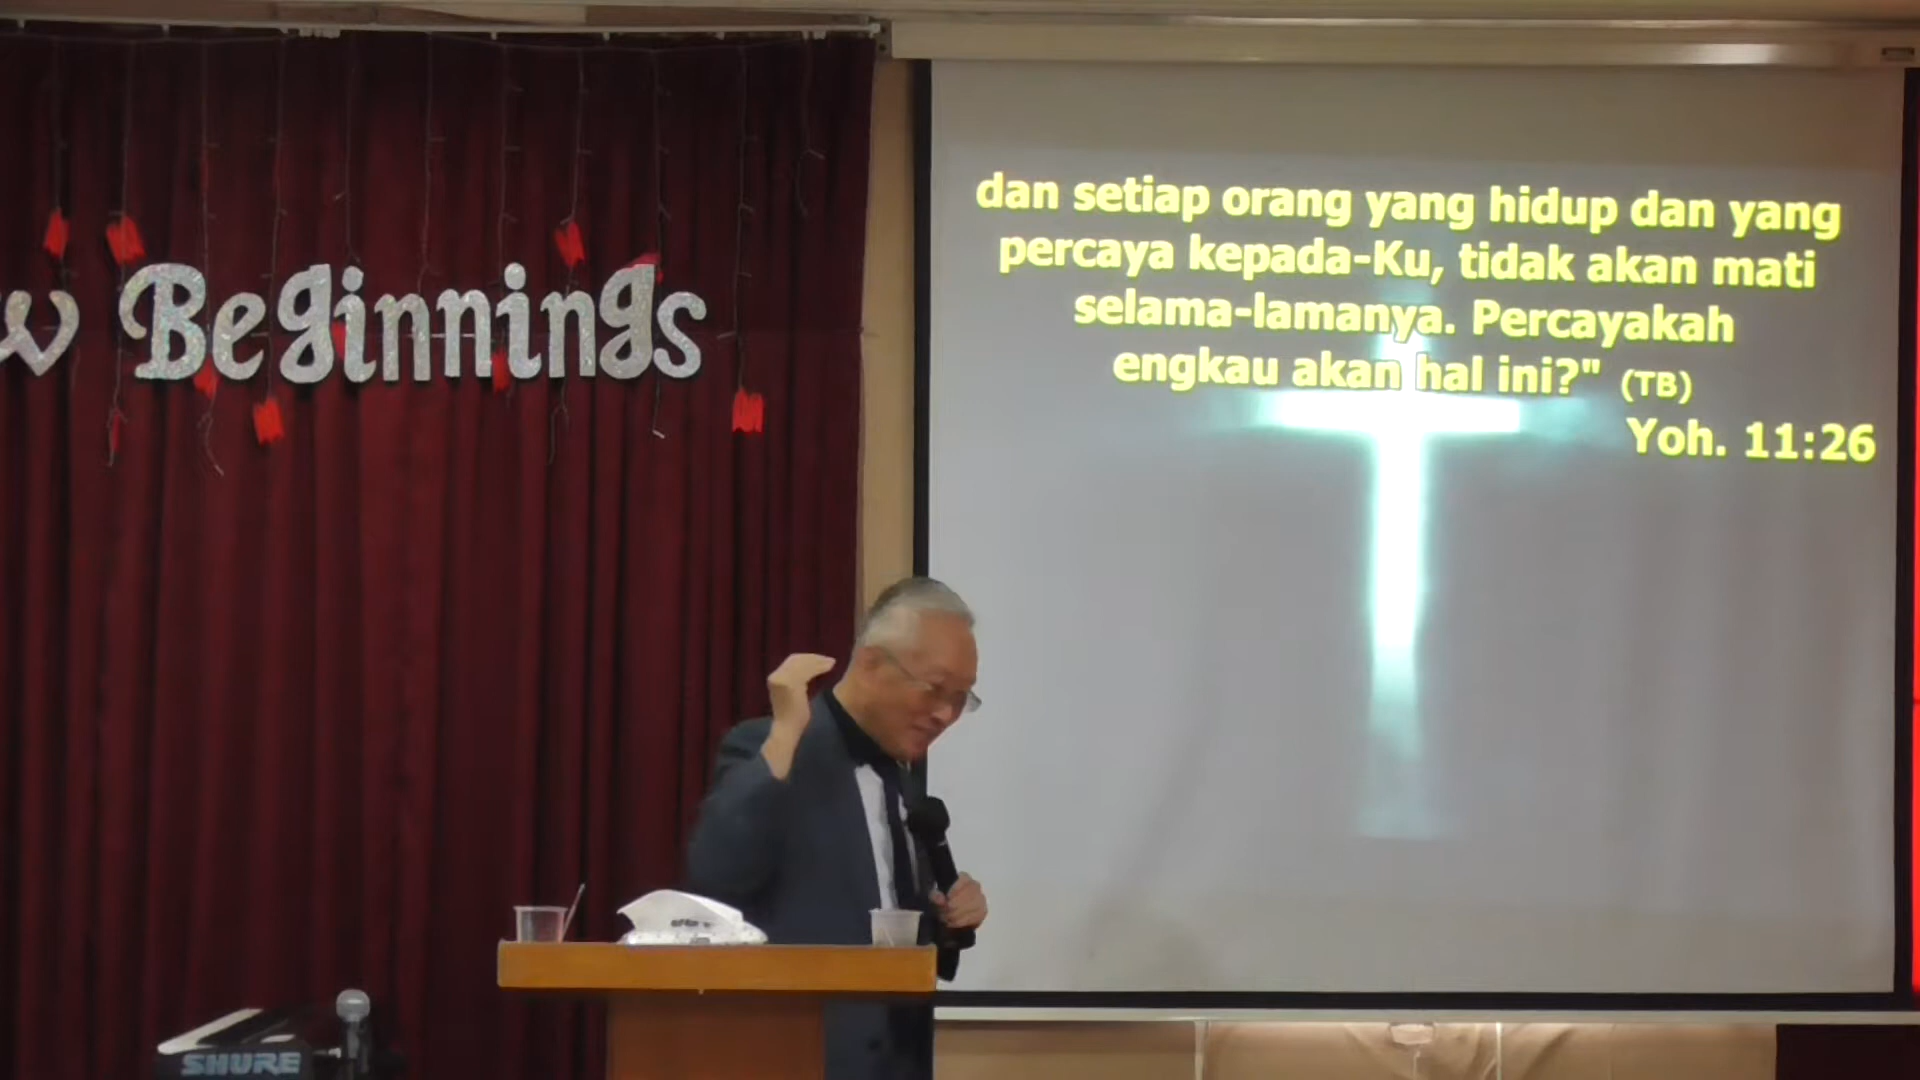 w Beginnings
dan setiap orang yang hidup dan yang
percaya kepada-Ku, tidak akan mati
selama-lamanya. Percayakah
engkau akan hal ini?" (TB)
Yoh. 11:26
SHURE